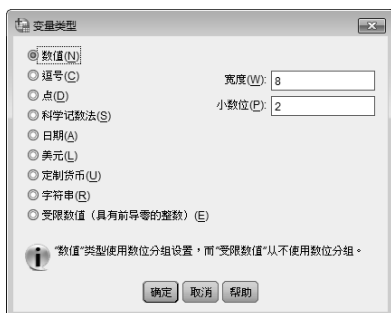 变量类型
数值(N)
逗号(C)
点(D)
科学记数法(S)
日期(A)
美元(L)
定制货币(U)
字符串(R)
受限数值（具有前导零的整数）(E)
宽度(W): 8
小数位(P): 2
"数值"类型使用数位分组设置，而"受限数值"从不使用数位分组。
确定 取消 帮助